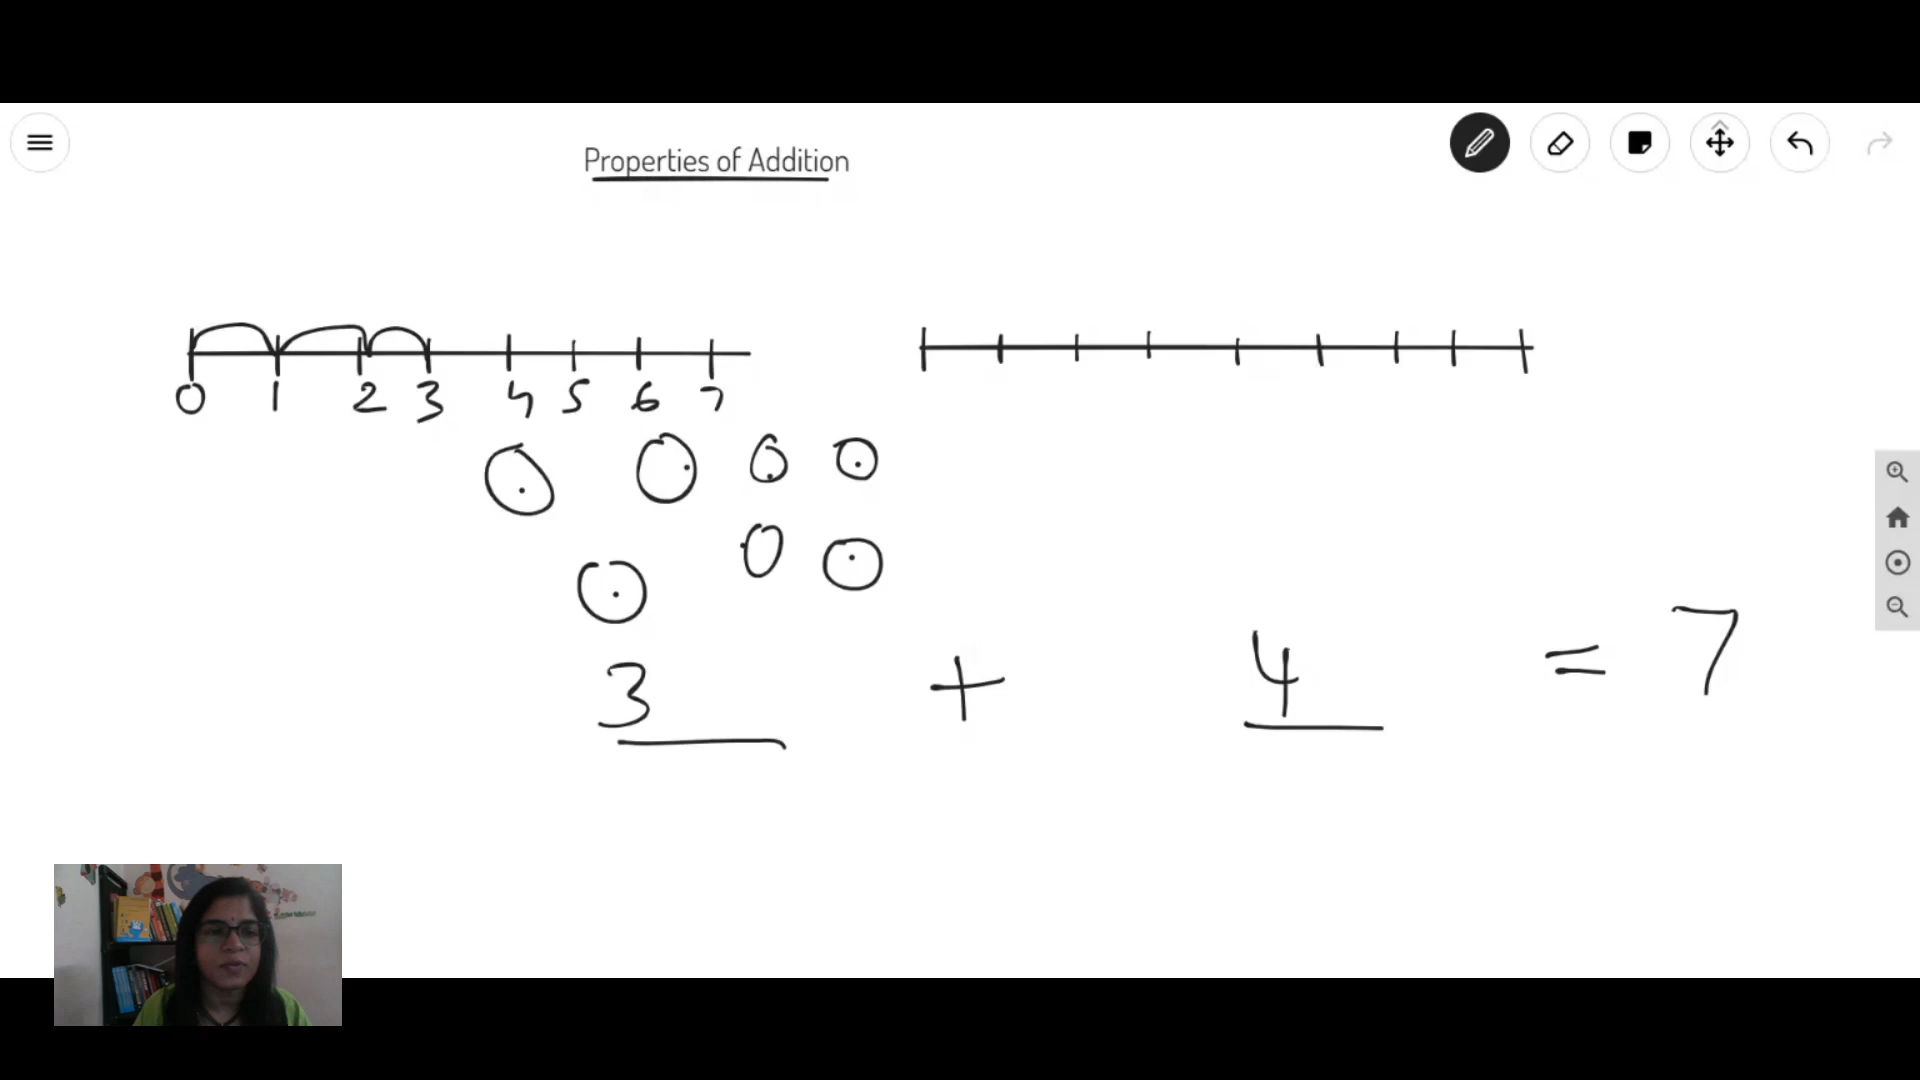 Properties of Addition
0 1 2 3 4 5 6 7
3 + 4 = 7